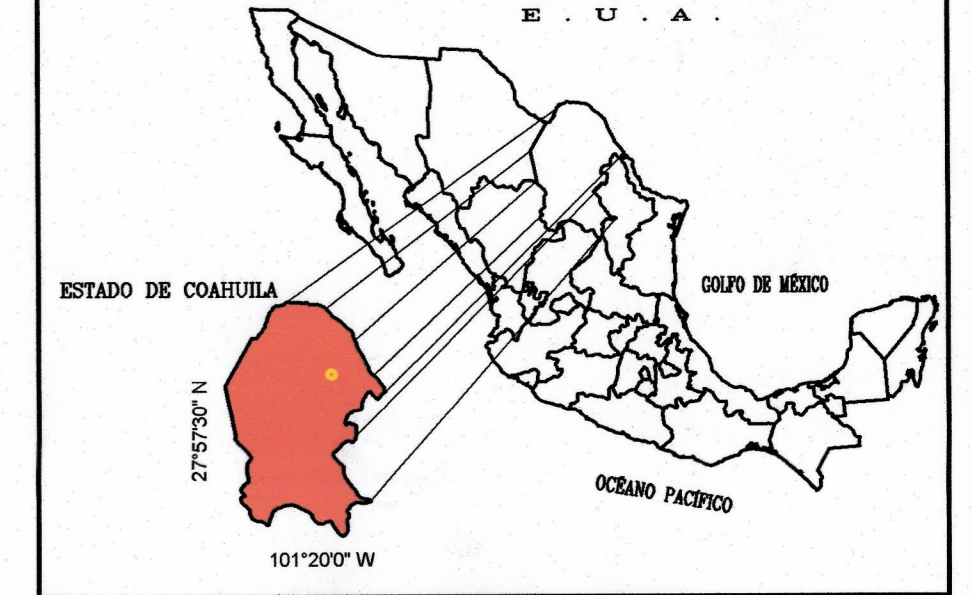 E . U . A .
ESTADO DE COAHUILA
GOLFO DE MÉXICO
27°57'30" N
OCÉANO PACÍFICO
101°20'0" W